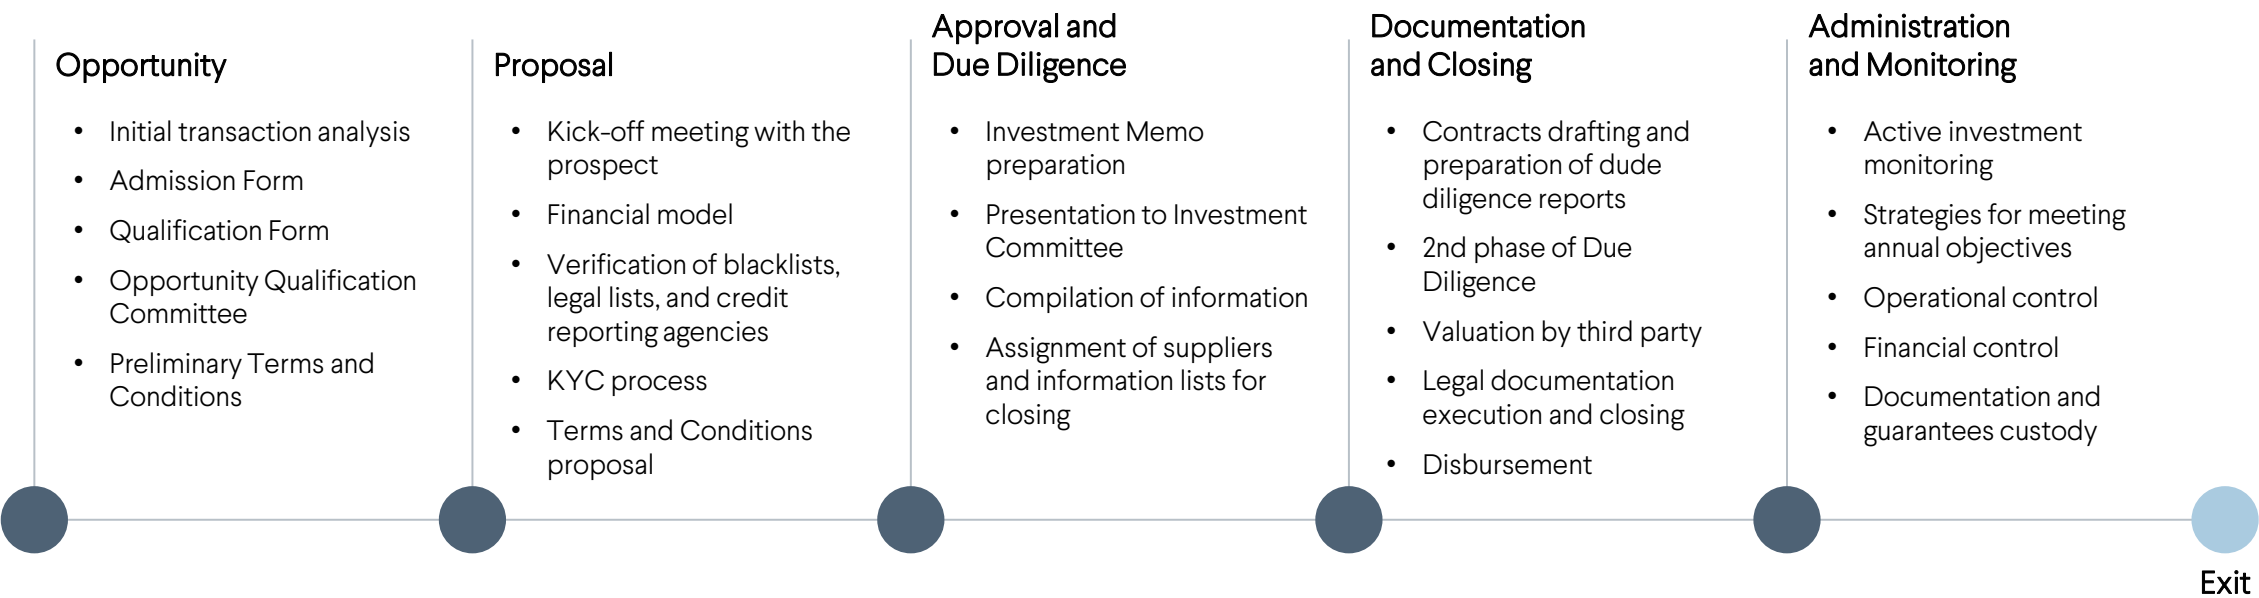 Opportunity
• Initial transaction analysis
• Admission Form
• Qualification Form
• Opportunity Qualification
Committee
• Preliminary Terms and
Conditions
Proposal
• Kick-off meeting with the
prospect
• Financial model
• Verification of blacklists,
legal lists, and credit
reporting agencies
• KYC process
• Terms and Conditions
proposal
Approval and
Due Diligence
• Investment Memo
preparation
• Presentation to Investment
Committee
• Compilation of information
• Assignment of suppliers
and information lists for
closing
Documentation
and Closing
• Contracts drafting and
preparation of dude
diligence reports
• 2nd phase of Due
Diligence
• Valuation by third party
• Legal documentation
execution and closing
• Disbursement
Administration
and Monitoring
• Active investment
monitoring
• Strategies for meeting
annual objectives
• Operational control
• Financial control
• Documentation and
guarantees custody
Exit